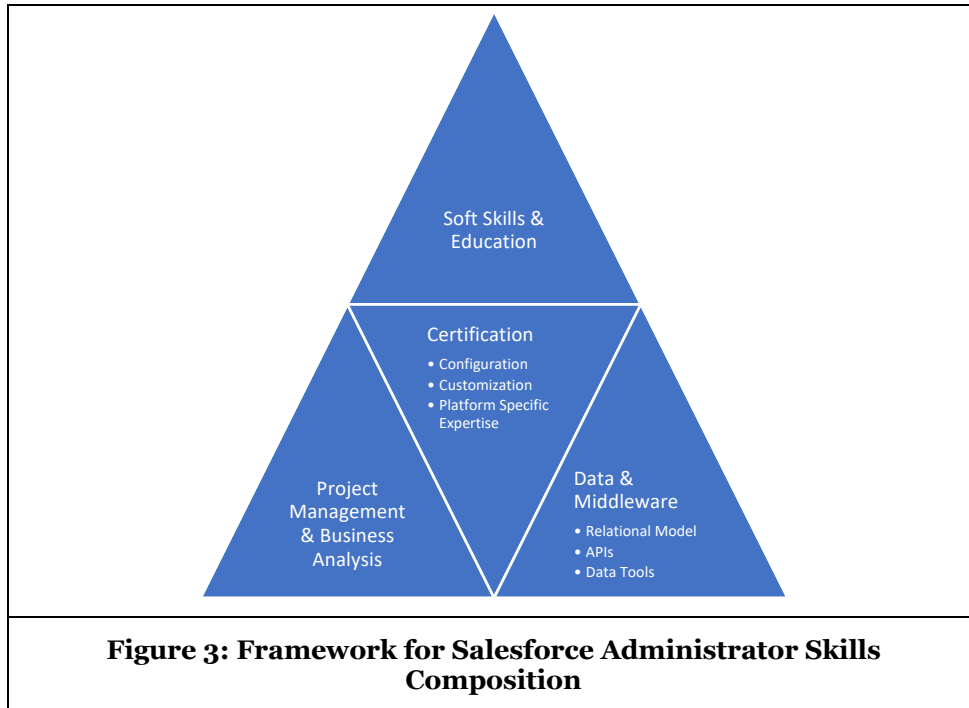 Soft Skills &
Education
Certification
• Configuration
• Customization
• Platform Specific
Expertise
Project
Management
& Business
Analysis
Data &
Middleware
• Relational Model
• APIs
• Data Tools
Figure 3: Framework for Salesforce Administrator Skills
Composition